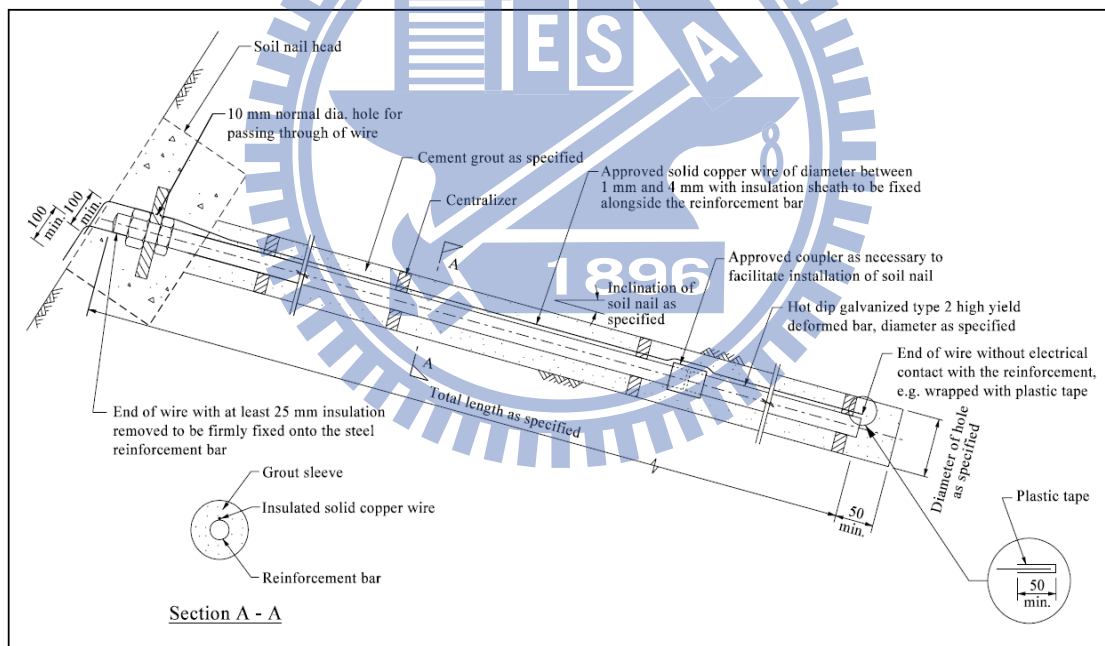 Soil nail head
10 mm normal dia. hole for
passing through of wire
Cement grout as specified
Approved solid copper wire of diameter between
1 mm and 4 mm with insulation sheath to be fixed
alongside the reinforcement bar
Centralizer
100
min.
100
min.
A
Approved coupler as necessary to
facilitate installation of soil nail
Inclination of
soil nail as
specified
Hot dip galvanized type 2 high yield
deformed bar, diameter as specified
A
End of wire without electrical
contact with the reinforcement,
e.g. wrapped with plastic tape
Total length as specified
End of wire with at least 25 mm insulation
removed to be firmly fixed onto the steel
reinforcement bar
Diameter of hole
as specified
Grout sleeve
Insulated solid copper wire
Reinforcement bar
50
min.
Plastic tape
50
min.
Section A - A
E S A
8
1896